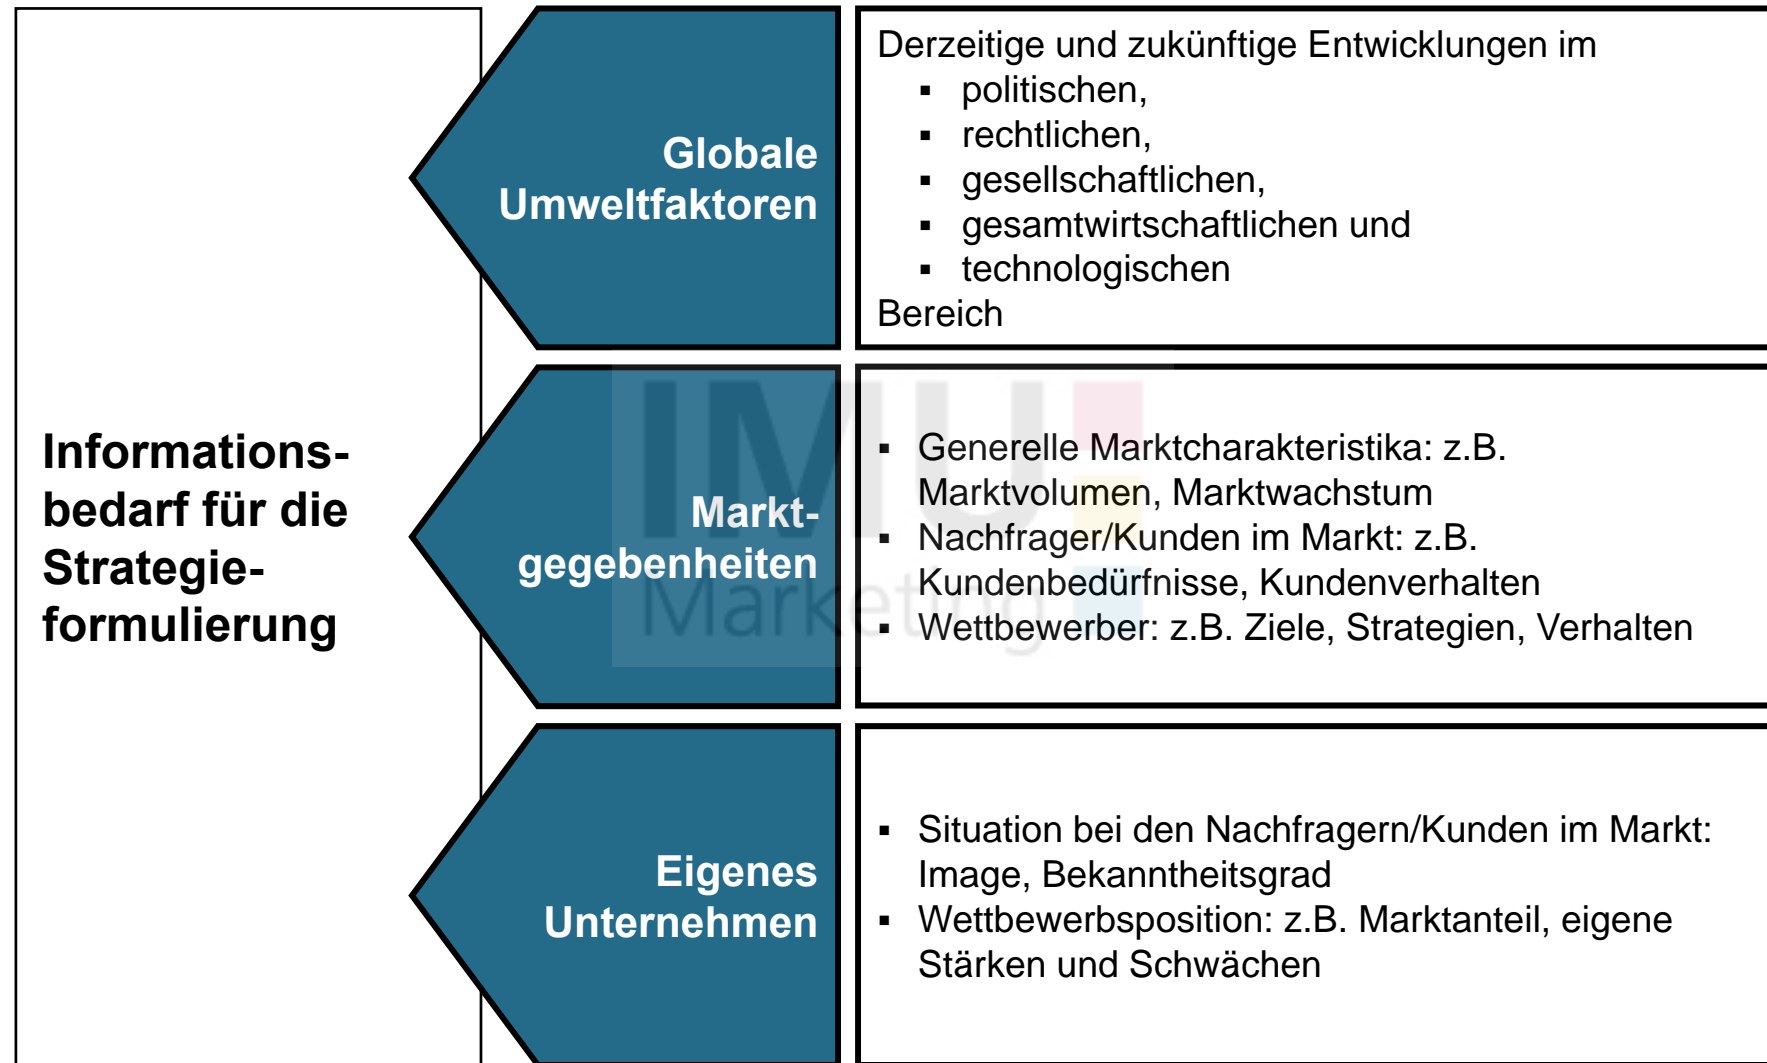 Informations-
bedarf für die
Strategie-
formulierung
Globale
Umweltfaktoren
Derzeitige und zukünftige Entwicklungen im
▪ politischen,
▪ rechtlichen,
▪ gesellschaftlichen,
▪ gesamtwirtschaftlichen und
▪ technologischen
Bereich
Markt-
gegebenheiten
▪ Generelle Marktcharakteristika: z.B.
Marktvolumen, Marktwachstum
▪ Nachfrager/Kunden im Markt: z.B.
Kundenbedürfnisse, Kundenverhalten
▪ Wettbewerber: z.B. Ziele, Strategien, Verhalten
Eigenes
Unternehmen
▪ Situation bei den Nachfragern/Kunden im Markt:
Image, Bekanntheitsgrad
▪ Wettbewerbsposition: z.B. Marktanteil, eigene
Stärken und Schwächen
IMU
Marketing